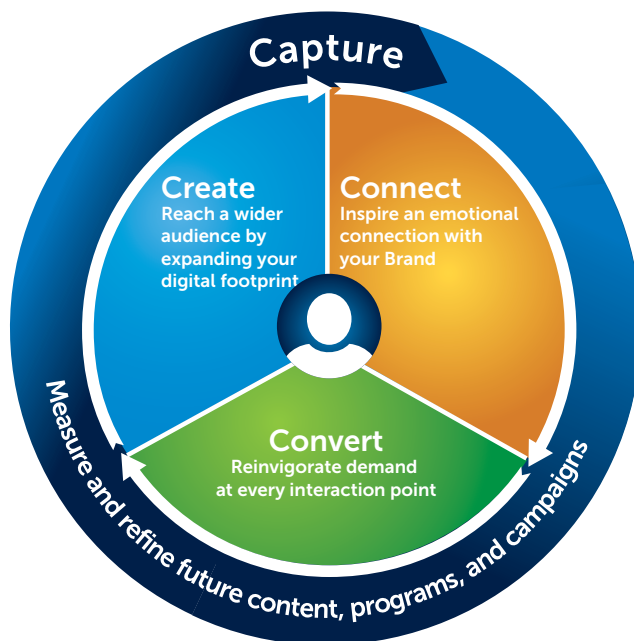 Capture
Create
Reach a wider
audience by
expanding your
digital footprint
Connect
Inspire an emotional
connection with
your Brand
Convert
Reinvigorate demand
at every interaction point
Measure and refine future content, programs, and campaigns